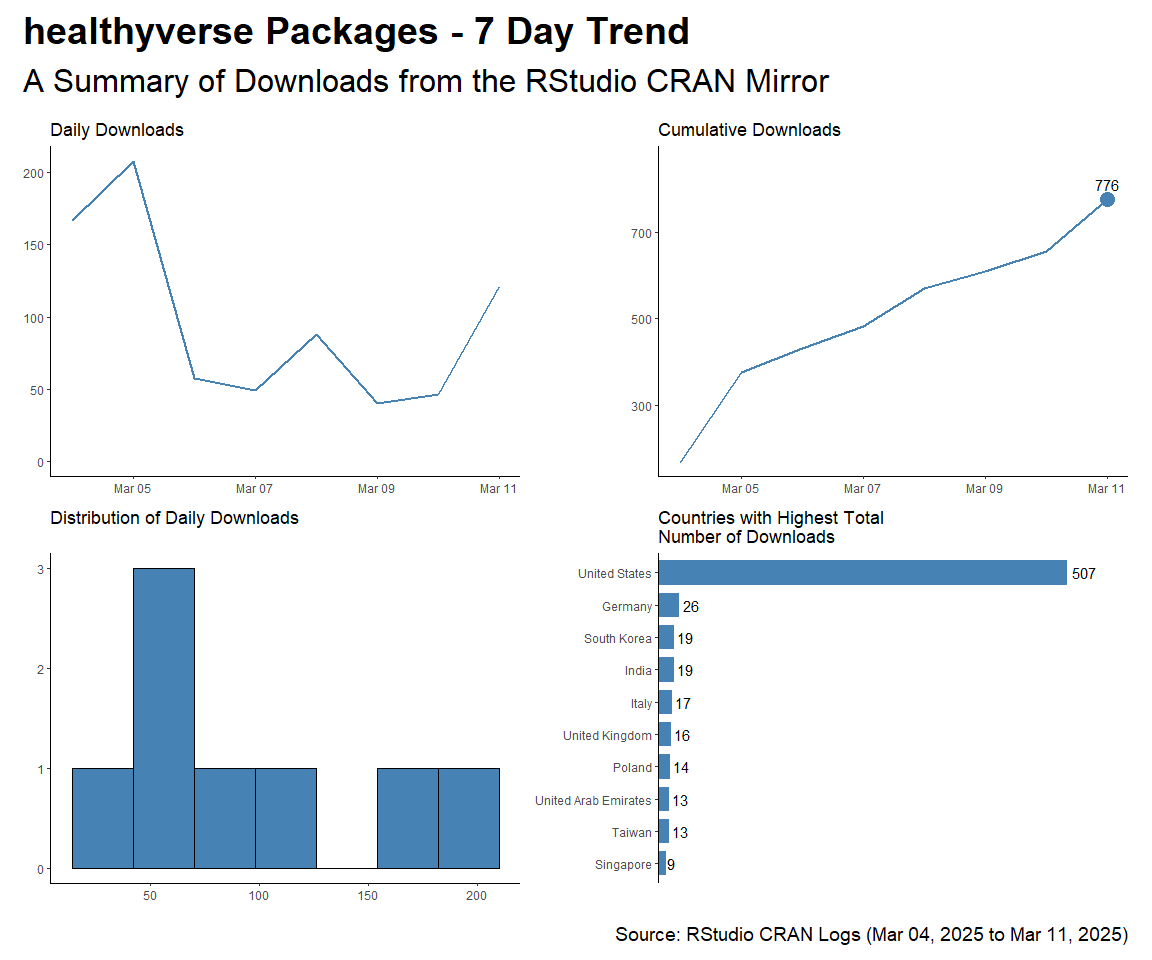 healthyverse Packages - 7 Day Trend
A Summary of Downloads from the RStudio CRAN Mirror
Daily Downloads
200
150
100
50
0
Mar 05 Mar 07 Mar 09 Mar 11
Cumulative Downloads
776
700
500
300
Mar 05 Mar 07 Mar 09 Mar 11
Distribution of Daily Downloads
3
2
1
0
50 100 150 200
Countries with Highest Total
Number of Downloads
United States 507
Germany 26
South Korea 19
India 19
Italy 17
United Kingdom 16
Poland 14
United Arab Emirates 13
Taiwan 13
Singapore 9
Source: RStudio CRAN Logs (Mar 04, 2025 to Mar 11, 2025)